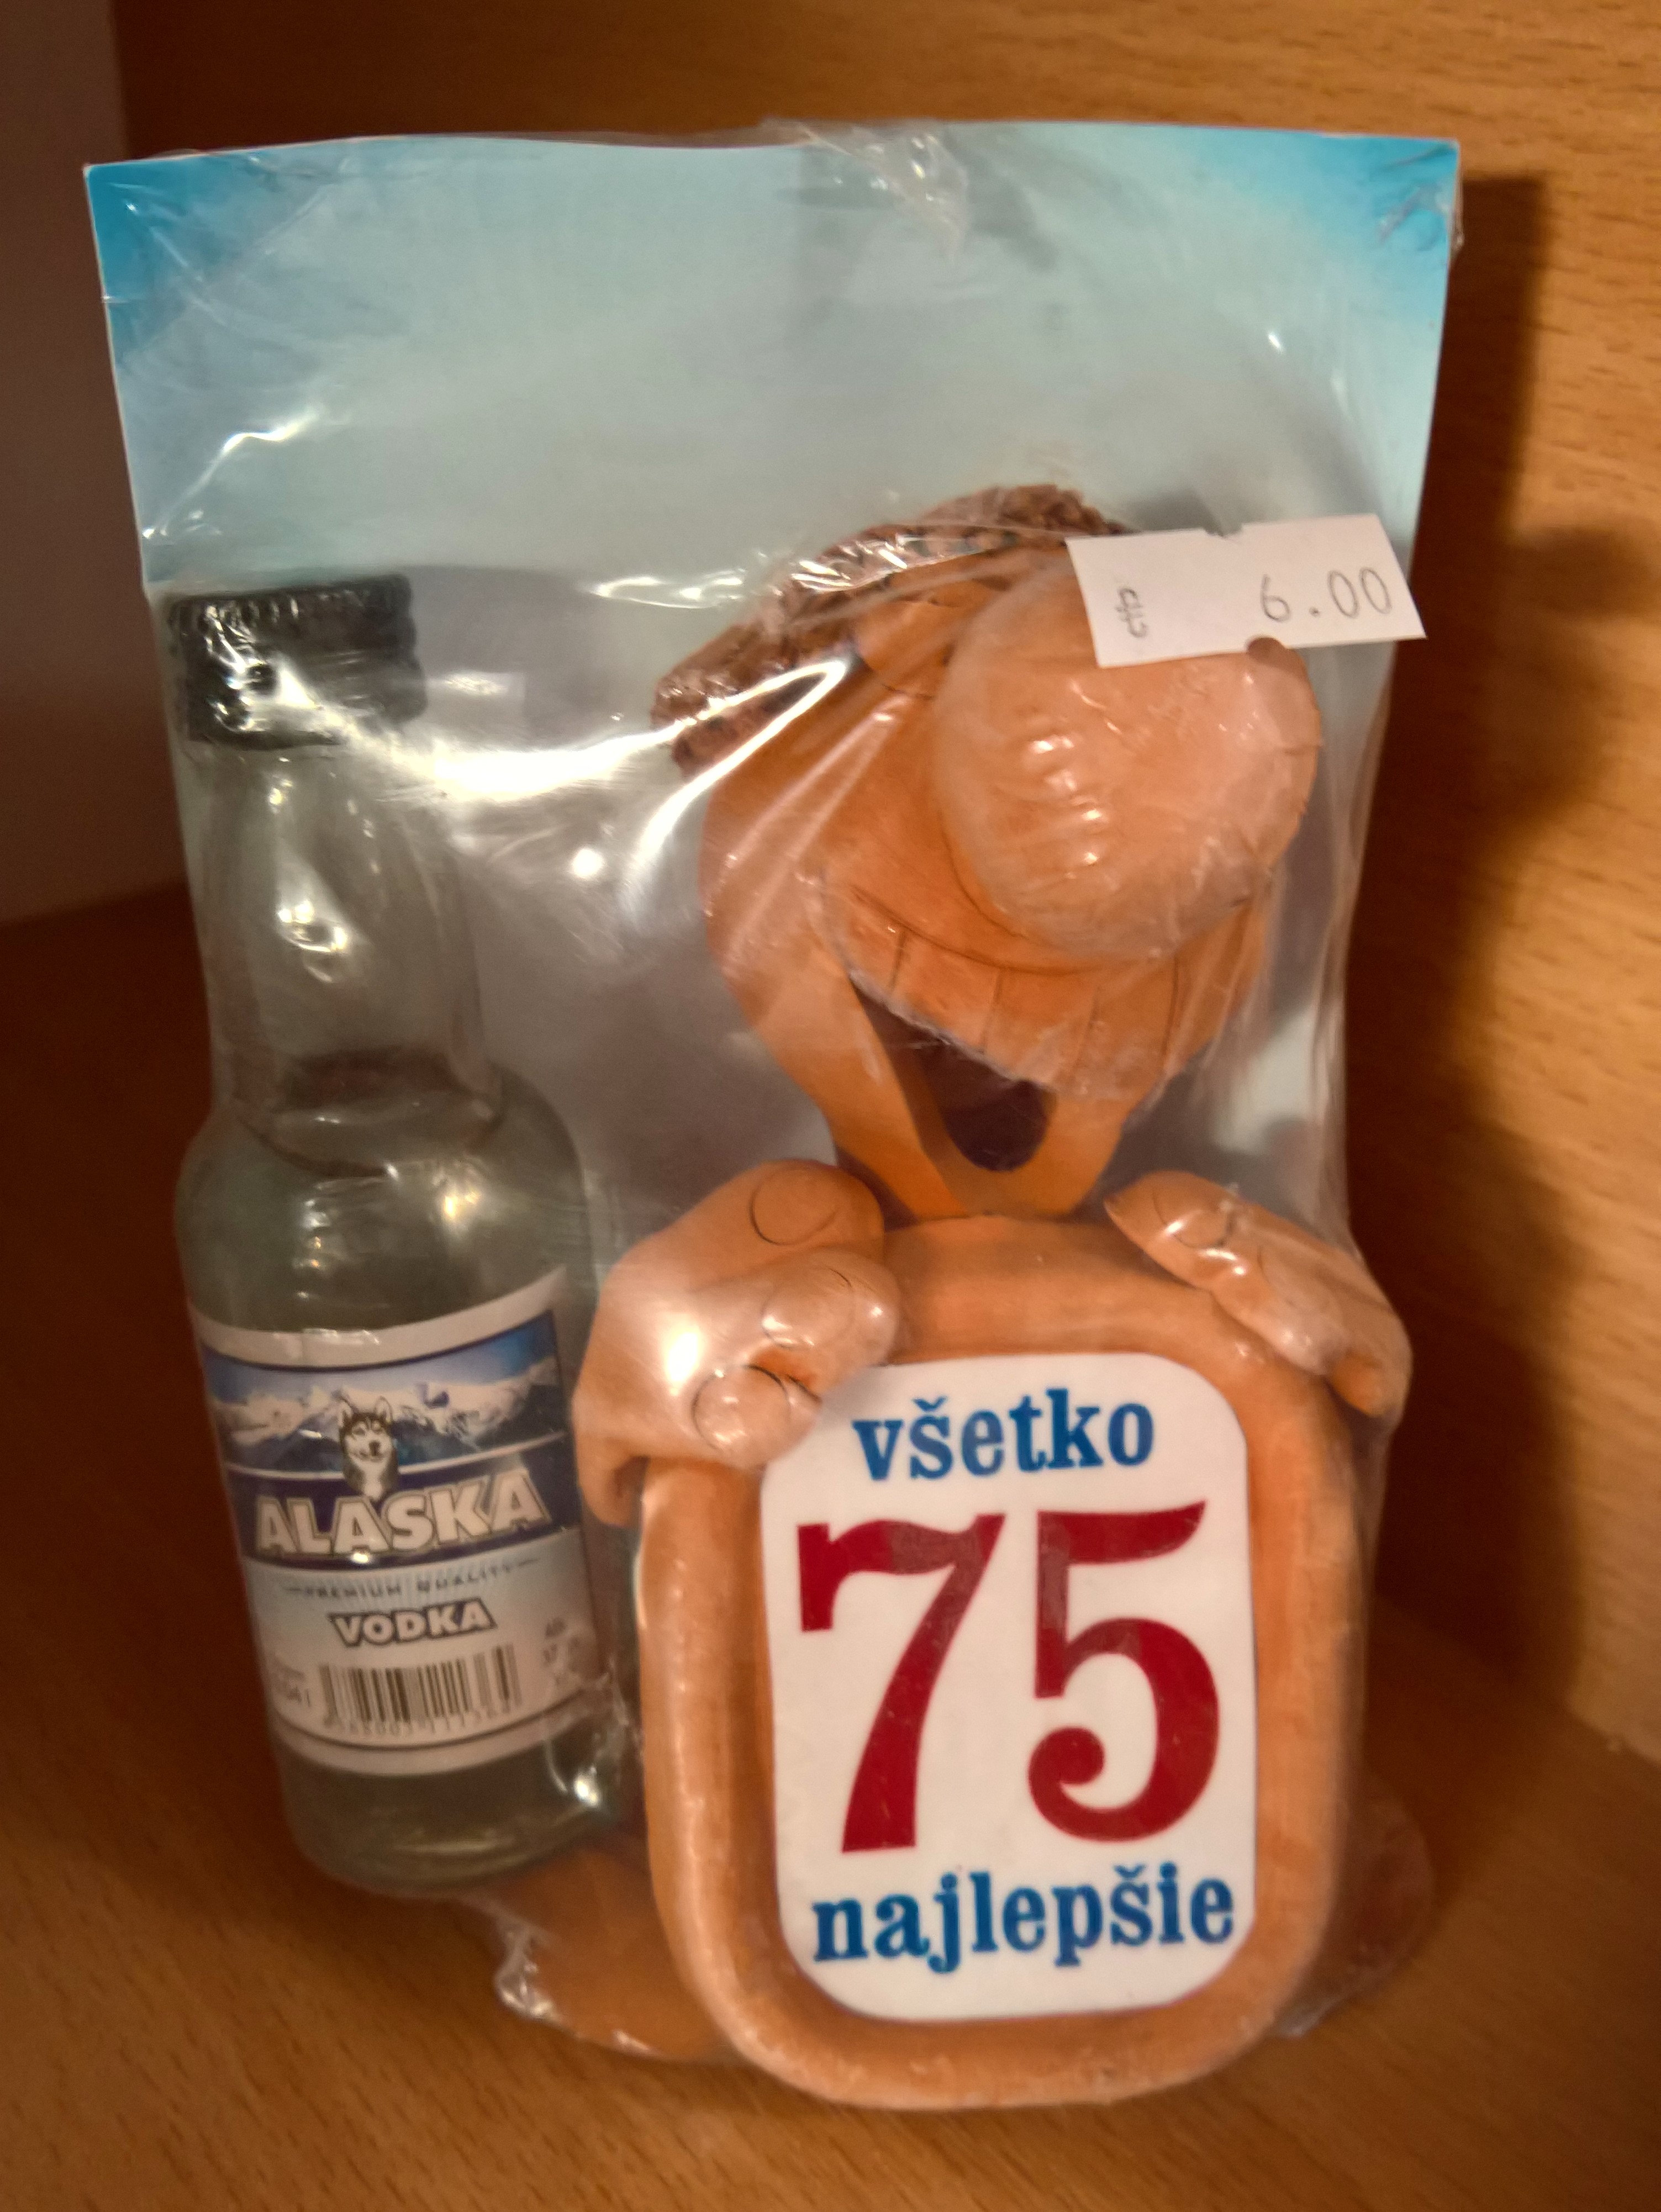 6.00
ALASKA
PREMIUM QUALITY
VODKA
všetko
75
najlepšie